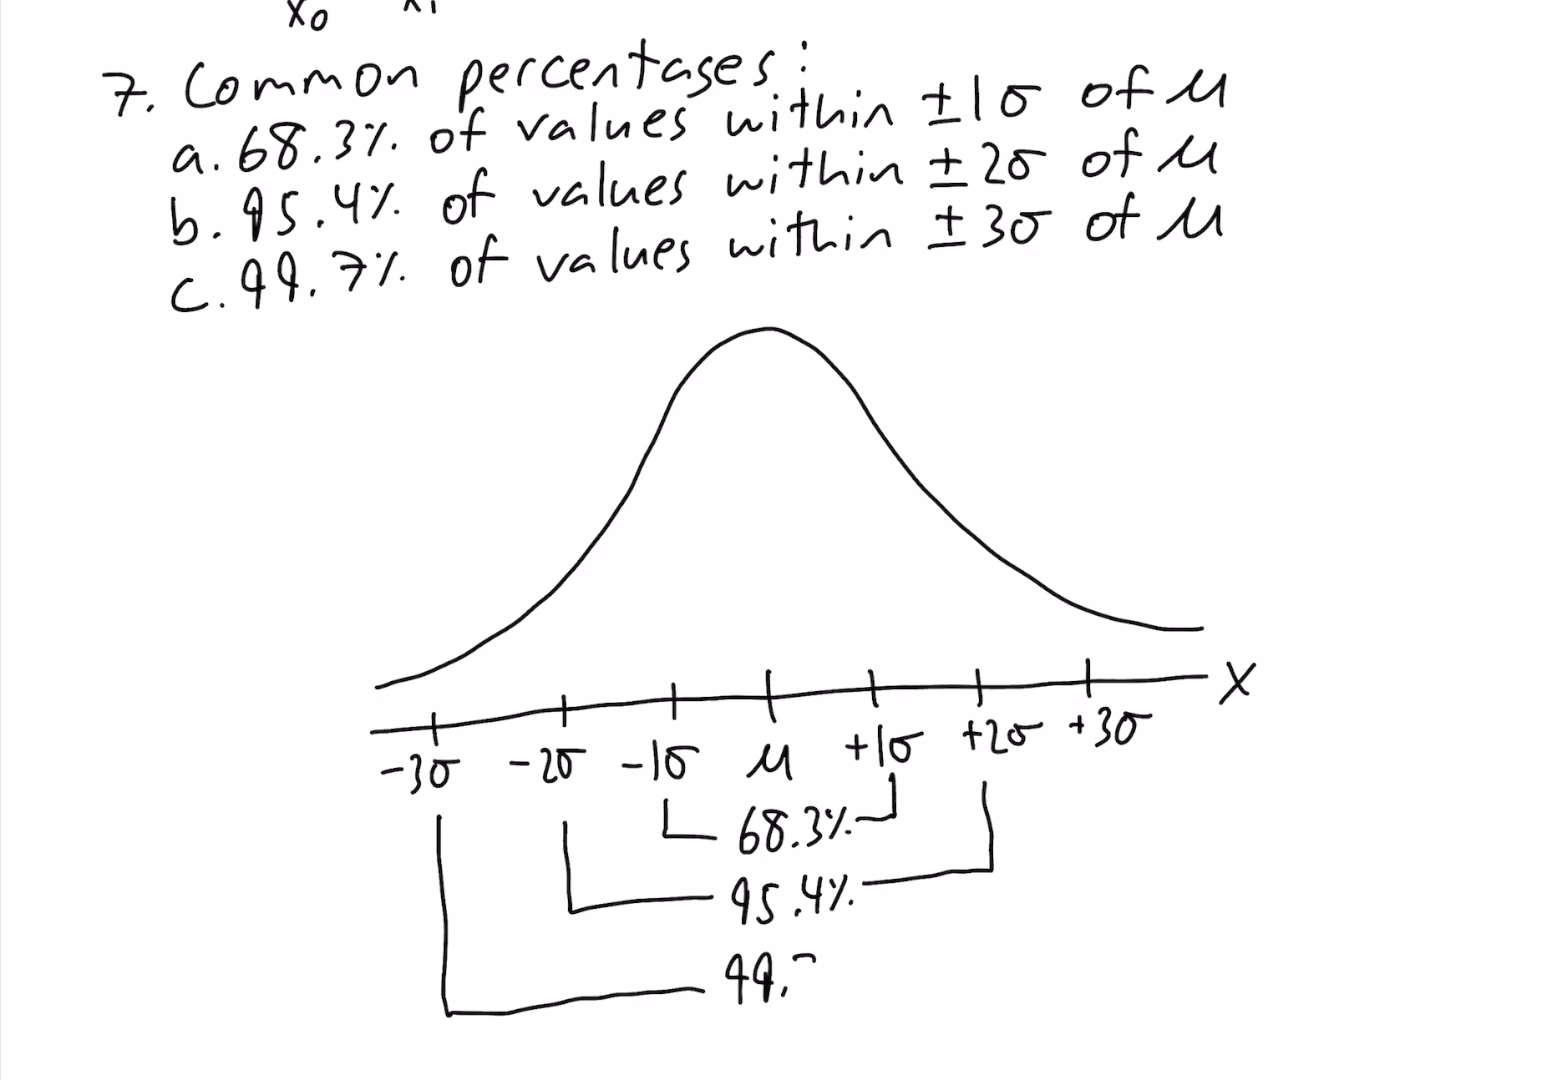 x₀ x₁
7. Common percentages:
a. 68.3% of values within ±1σ of μ
b. 95.4% of values within ±2σ of μ
c. 99.7% of values within ±3σ of μ
X
-3σ -2σ -1σ μ +1σ +2σ +3σ
68.3%
95.4%
99.